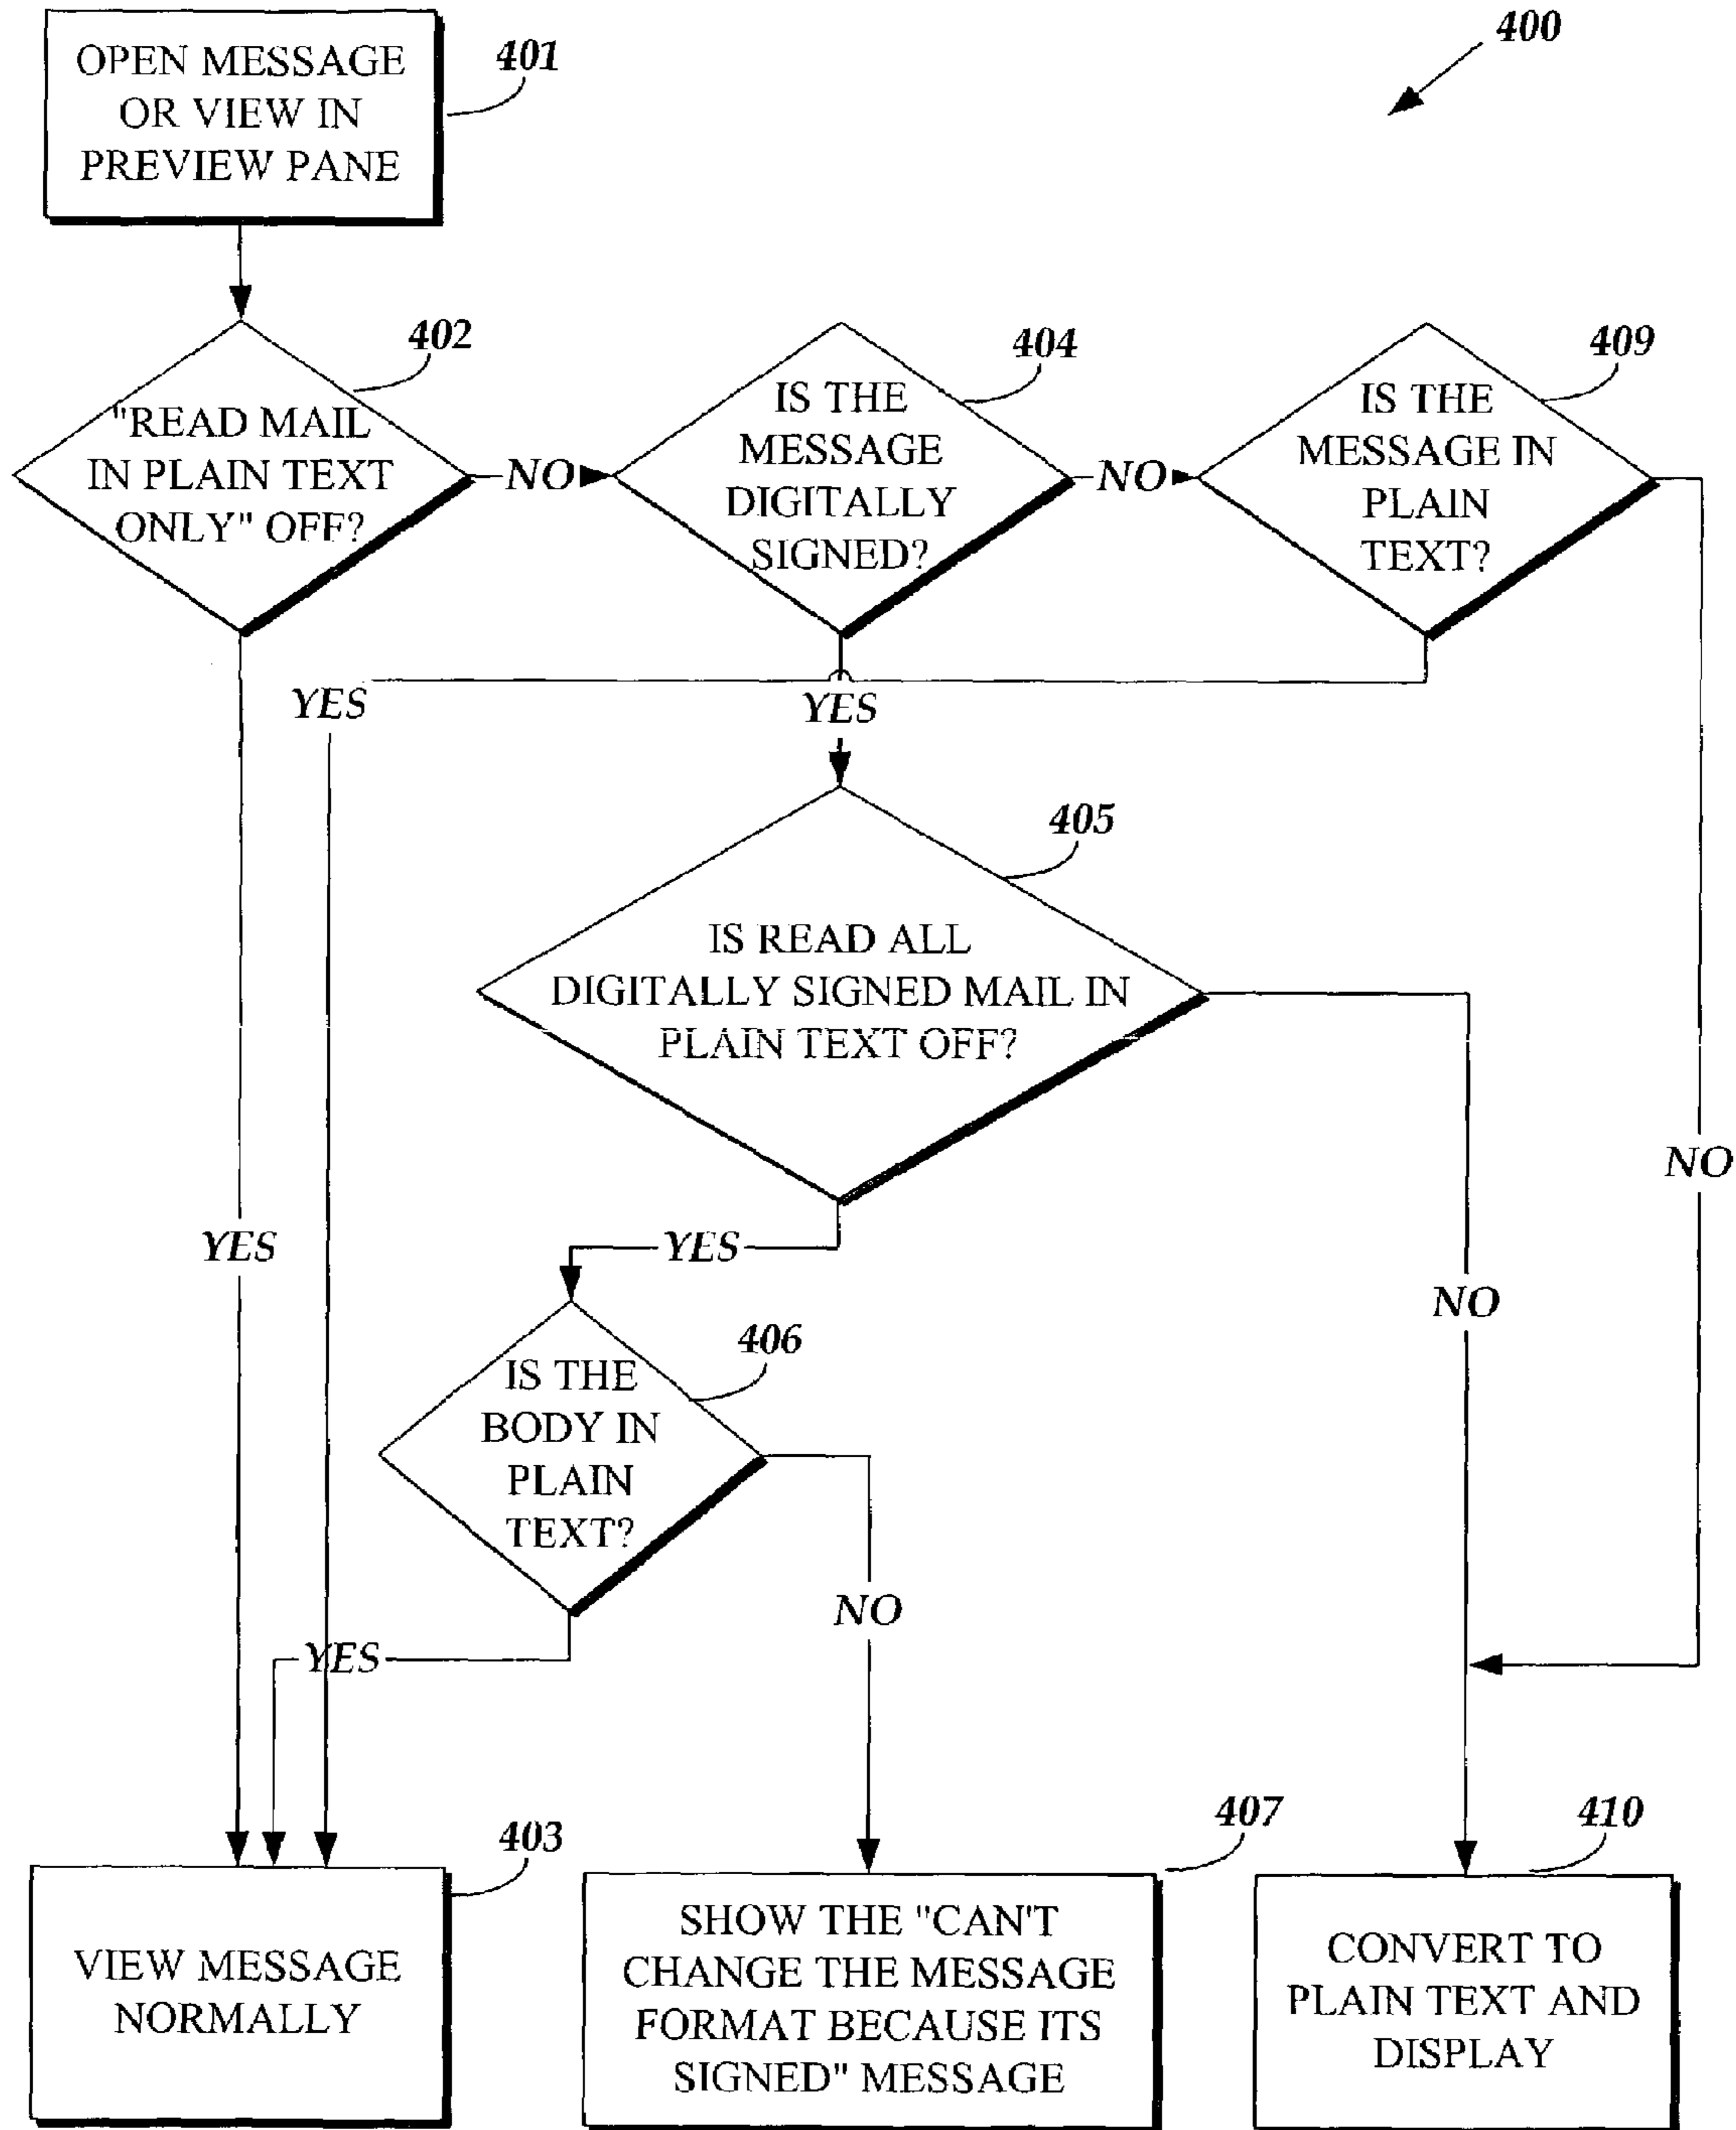 400
OPEN MESSAGE
OR VIEW IN
PREVIEW PANE
401
402
"READ MAIL
IN PLAIN TEXT
ONLY" OFF?
NO
404
IS THE
MESSAGE
DIGITALLY
SIGNED?
NO
409
IS THE
MESSAGE IN
PLAIN
TEXT?
YES
YES
405
IS READ ALL
DIGITALLY SIGNED MAIL IN
PLAIN TEXT OFF?
NO
YES
YES
NO
406
IS THE
BODY IN
PLAIN
TEXT?
NO
YES
403
VIEW MESSAGE
NORMALLY
407
SHOW THE "CAN'T
CHANGE THE MESSAGE
FORMAT BECAUSE ITS
SIGNED" MESSAGE
410
CONVERT TO
PLAIN TEXT AND
DISPLAY